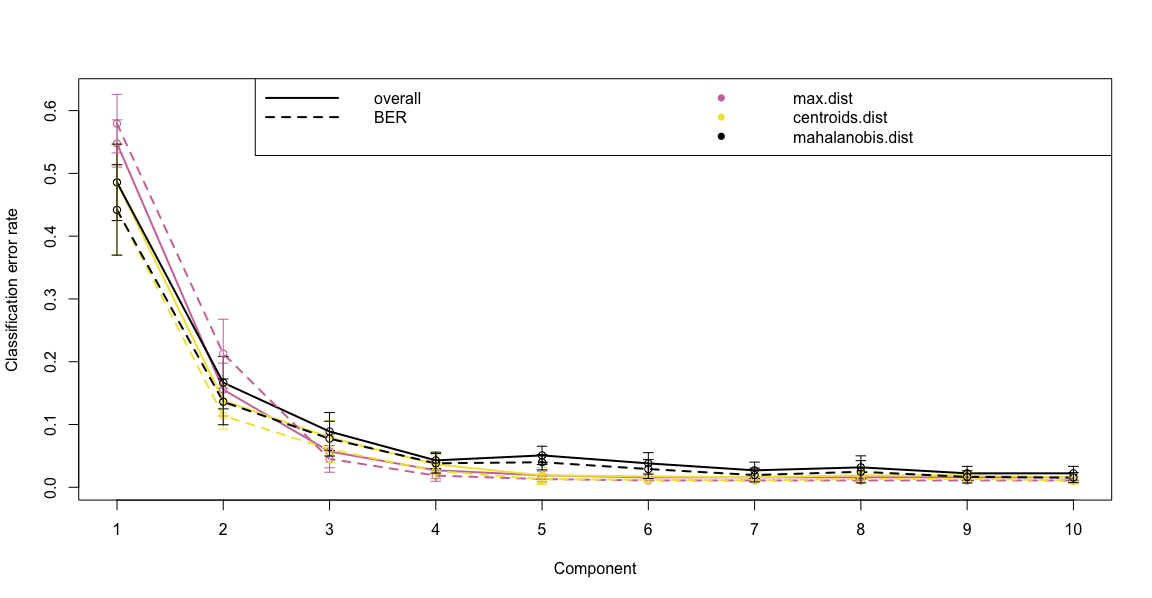 overall
BER
max.dist
centroids.dist
mahalanobis.dist
Classification error rate
0.6
0.5
0.4
0.3
0.2
0.1
0.0
1 2 3 4 5 6 7 8 9 10
Component